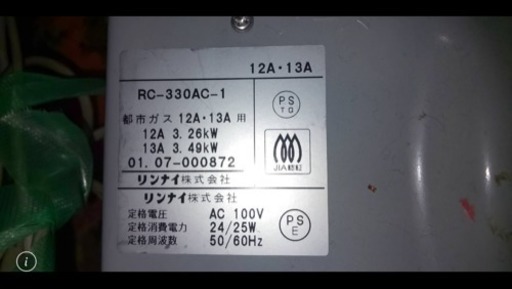 12A・13A
RC-330AC-1
都市ガス 12A・13A 用
12A 3.26kW
13A 3.49kW
01.07-000872
リンナイ株式会社
PS
TG
JIA認証
リンナイ株式会社
定格電圧 AC 100V
定格消費電力 24/25W
定格周波数 50/60Hz
PS
E
i